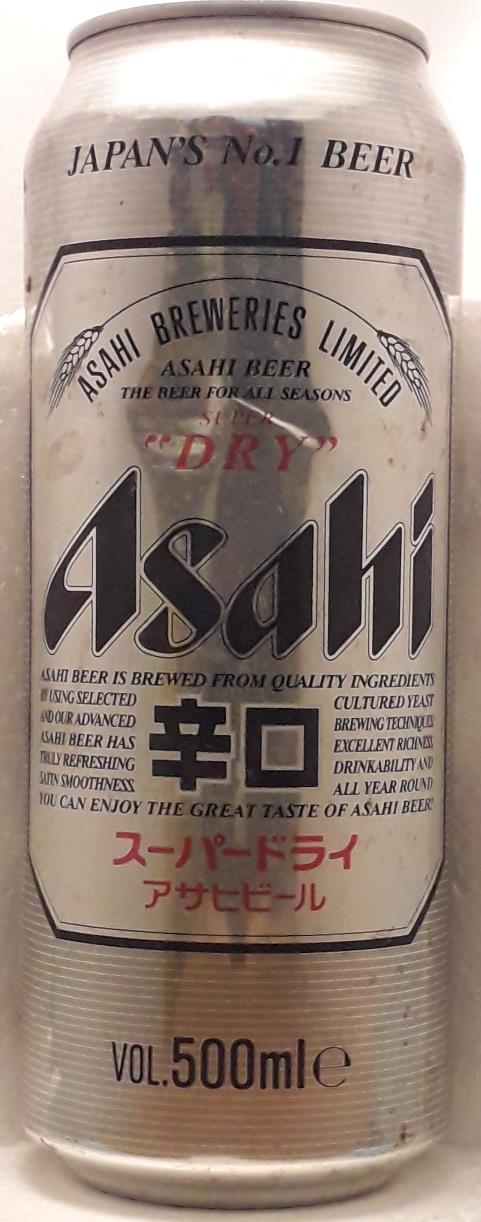 JAPAN'S No.1 BEER
ASAHI BREWERIES LIMITED
ASAHI BEER
THE BEER FOR ALL SEASONS
SUPER
"DRY"
Asahi
ASAHI BEER IS BREWED FROM QUALITY INGREDIENTS
BY USING SELECTED CULTURED YEAST
AND OUR ADVANCED BREWING TECHNIQUES.
ASAHI BEER HAS EXCELLENT RICHNESS,
TRULY REFRESHING DRINKABILITY AND
SATIN SMOOTHNESS. ALL YEAR ROUND
辛口
YOU CAN ENJOY THE GREAT TASTE OF ASAHI BEER!
スーパードライ
アサヒビール
VOL.500ml℮